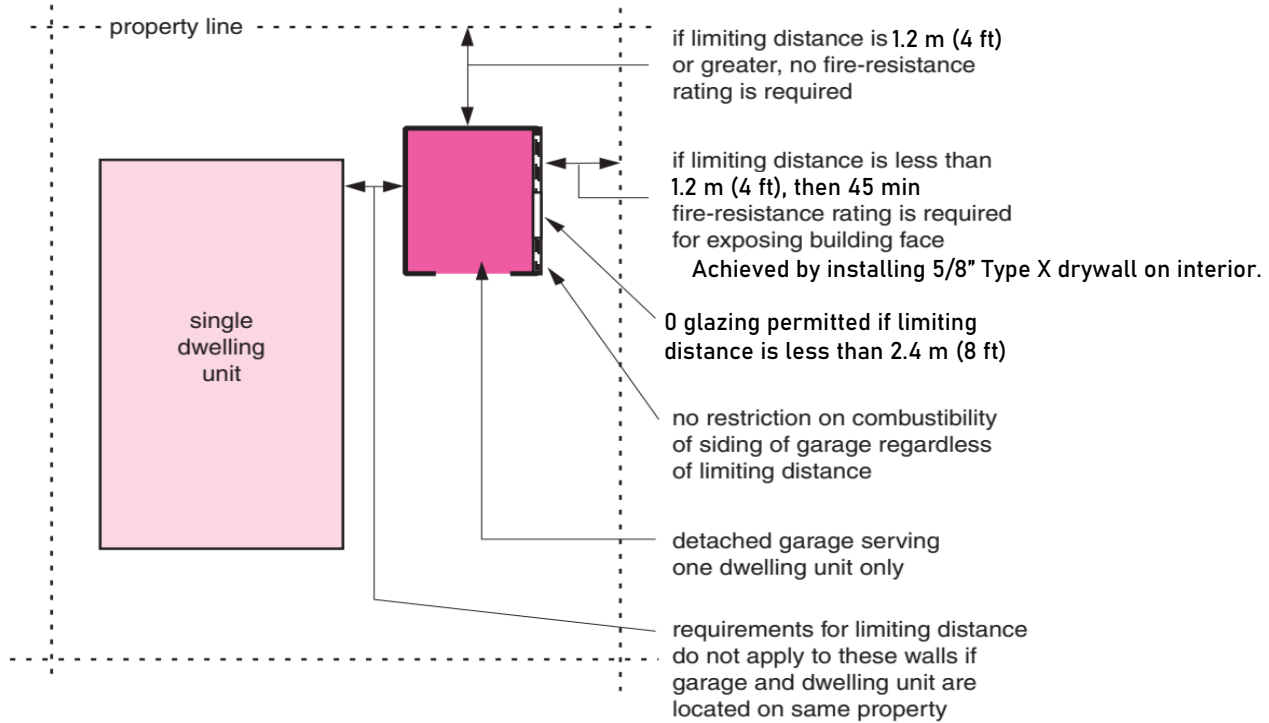 property line
if limiting distance is 1.2 m (4 ft)
or greater, no fire-resistance
rating is required
if limiting distance is less than
1.2 m (4 ft), then 45 min
fire-resistance rating is required
for exposing building face
Achieved by installing 5/8" Type X drywall on interior.
0 glazing permitted if limiting
distance is less than 2.4 m (8 ft)
single
dwelling
unit
no restriction on combustibility
of siding of garage regardless
of limiting distance
detached garage serving
one dwelling unit only
requirements for limiting distance
do not apply to these walls if
garage and dwelling unit are
located on same property